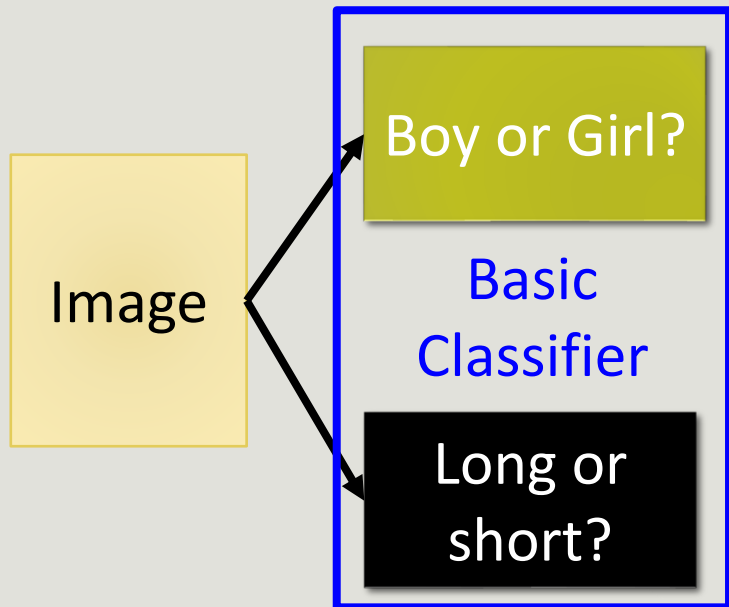 Image
Boy or Girl?
Basic
Classifier
Long or
short?